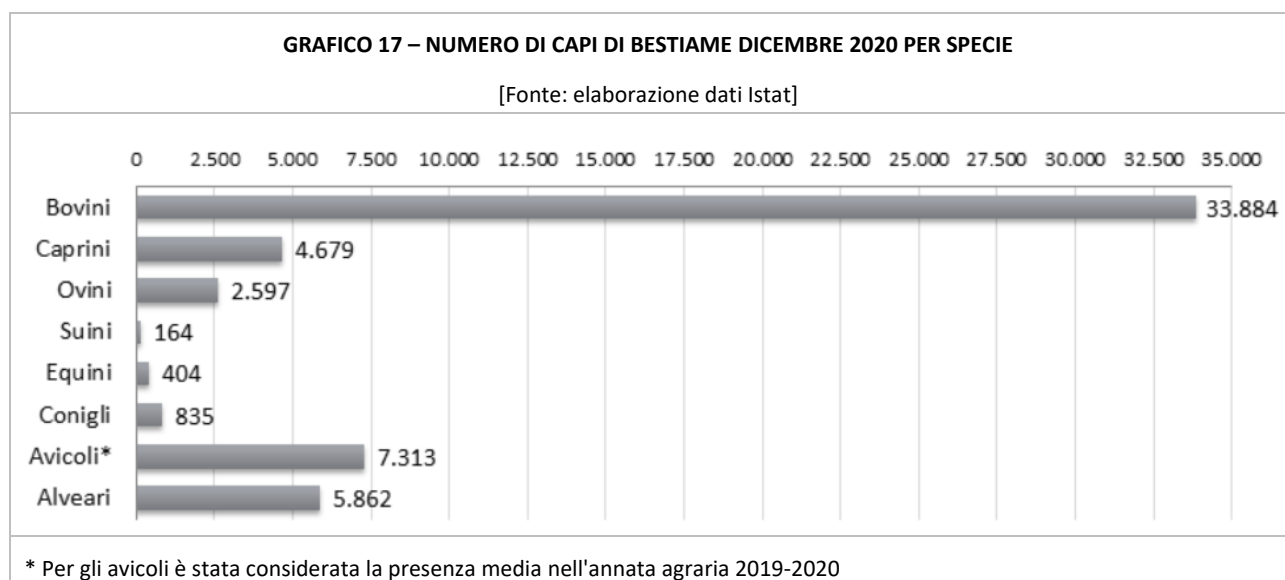 GRAFICO 17 – NUMERO DI CAPI DI BESTIAME DICEMBRE 2020 PER SPECIE
[Fonte: elaborazione dati Istat]
0 2.500 5.000 7.500 10.000 12.500 15.000 17.500 20.000 22.500 25.000 27.500 30.000 32.500 35.000
Bovini 33.884
Caprini 4.679
Ovini 2.597
Suini 164
Equini 404
Conigli 835
Avicoli* 7.313
Alveari 5.862
* Per gli avicoli è stata considerata la presenza media nell'annata agraria 2019-2020